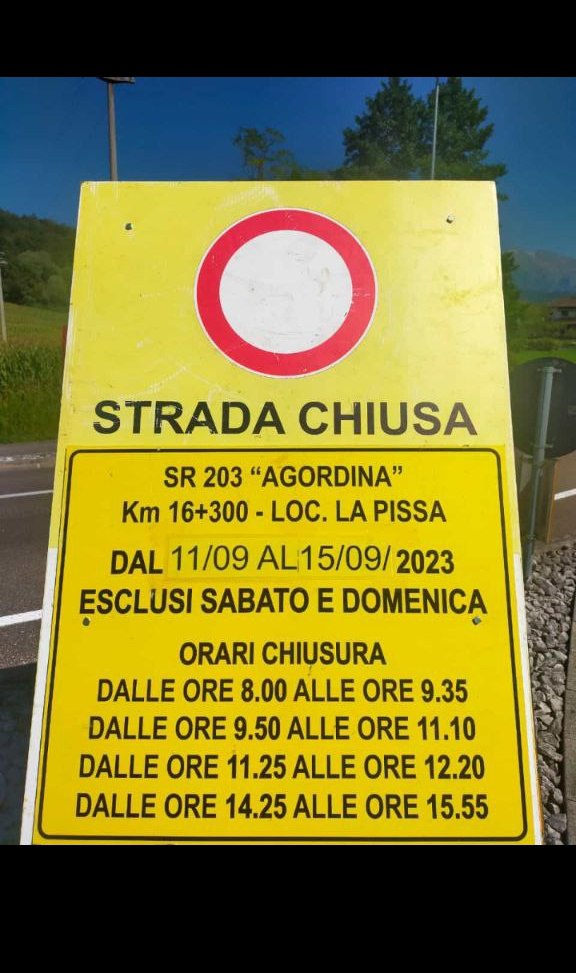 STRADA CHIUSA
SR 203 “AGORDINA”
Km 16+300 - LOC. LA PISSA
DAL 11/09 AL 15/09/ 2023
ESCLUSI SABATO E DOMENICA
ORARI CHIUSURA
DALLE ORE 8.00 ALLE ORE 9.35
DALLE ORE 9.50 ALLE ORE 11.10
DALLE ORE 11.25 ALLE ORE 12.20
DALLE ORE 14.25 ALLE ORE 15.55